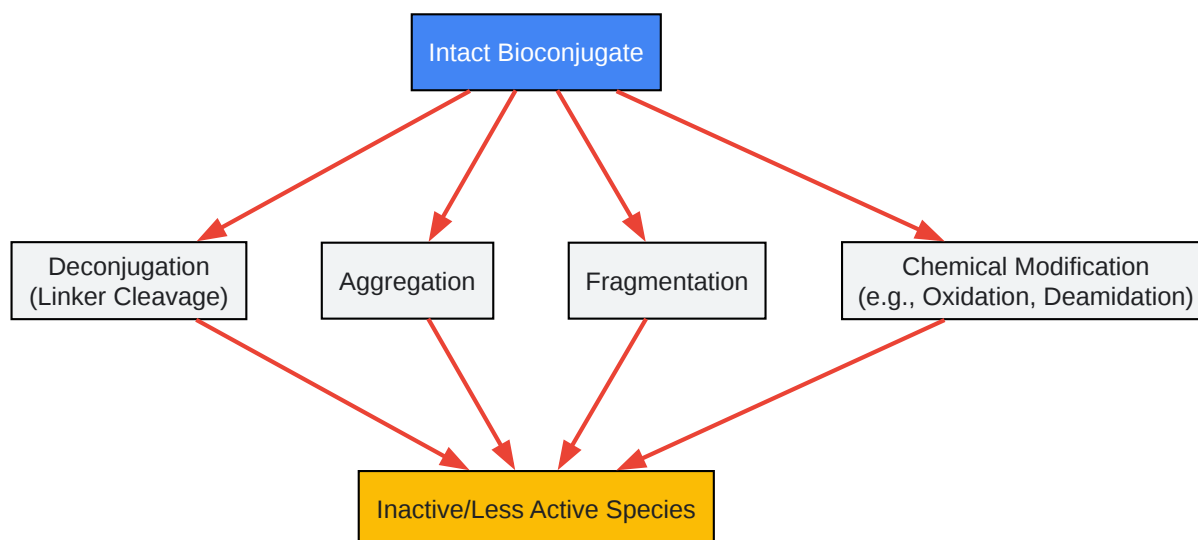 Intact Bioconjugate
Deconjugation
(Linker Cleavage)
Aggregation
Fragmentation
Chemical Modification
(e.g., Oxidation, Deamidation)
Inactive/Less Active Species